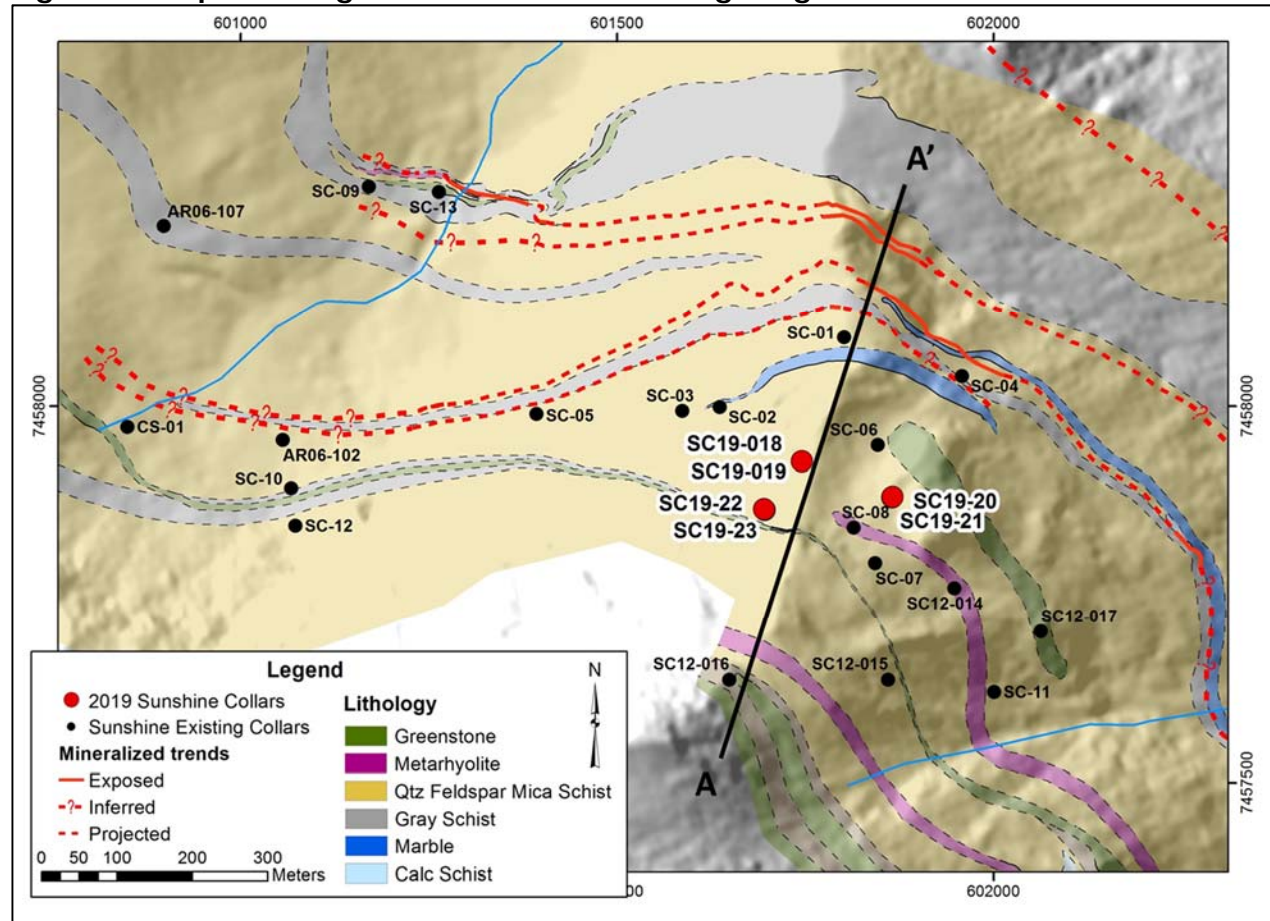 601000
601500
602000
A'
AR06-107
SC-09
SC-13
SC-01
SC-04
7458000
7458000
SC-03
SC-02
SC-05
CS-01
AR06-102
SC-06
SC19-018
SC19-019
SC-10
SC-12
SC19-22
SC19-23
SC-08
SC19-20
SC19-21
SC-07
SC12-014
SC12-017
SC12-016
SC12-015
SC-11
A
7457500
Legend
2019 Sunshine Collars
Sunshine Existing Collars
Mineralized trends
Exposed
-?- Inferred
Projected
0 50 100 200 300
Meters
N
Lithology
Greenstone
Metarhyolite
Qtz Feldspar Mica Schist
Gray Schist
Marble
Calc Schist
602000